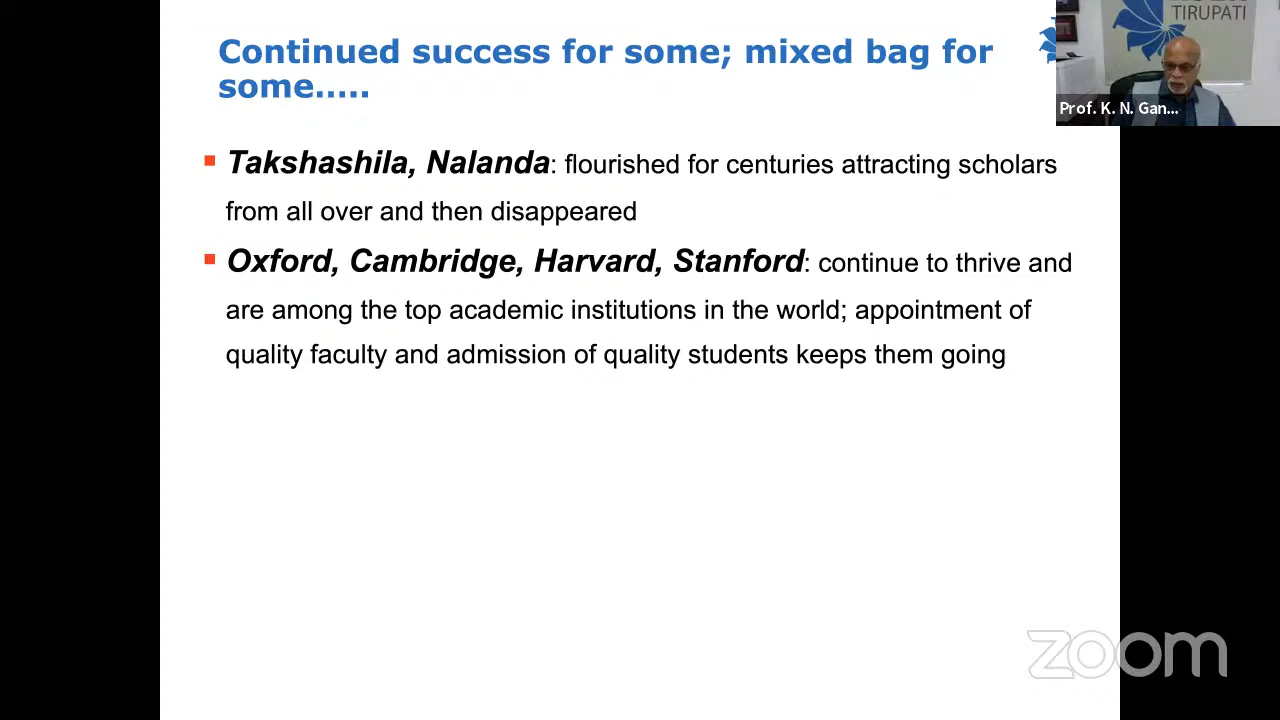 Continued success for some; mixed bag for
some.....
TIRUPATI
Prof. K. N. Gan...
Takshashila, Nalanda: flourished for centuries attracting scholars
from all over and then disappeared
Oxford, Cambridge, Harvard, Stanford: continue to thrive and
are among the top academic institutions in the world; appointment of
quality faculty and admission of quality students keeps them going
zoom